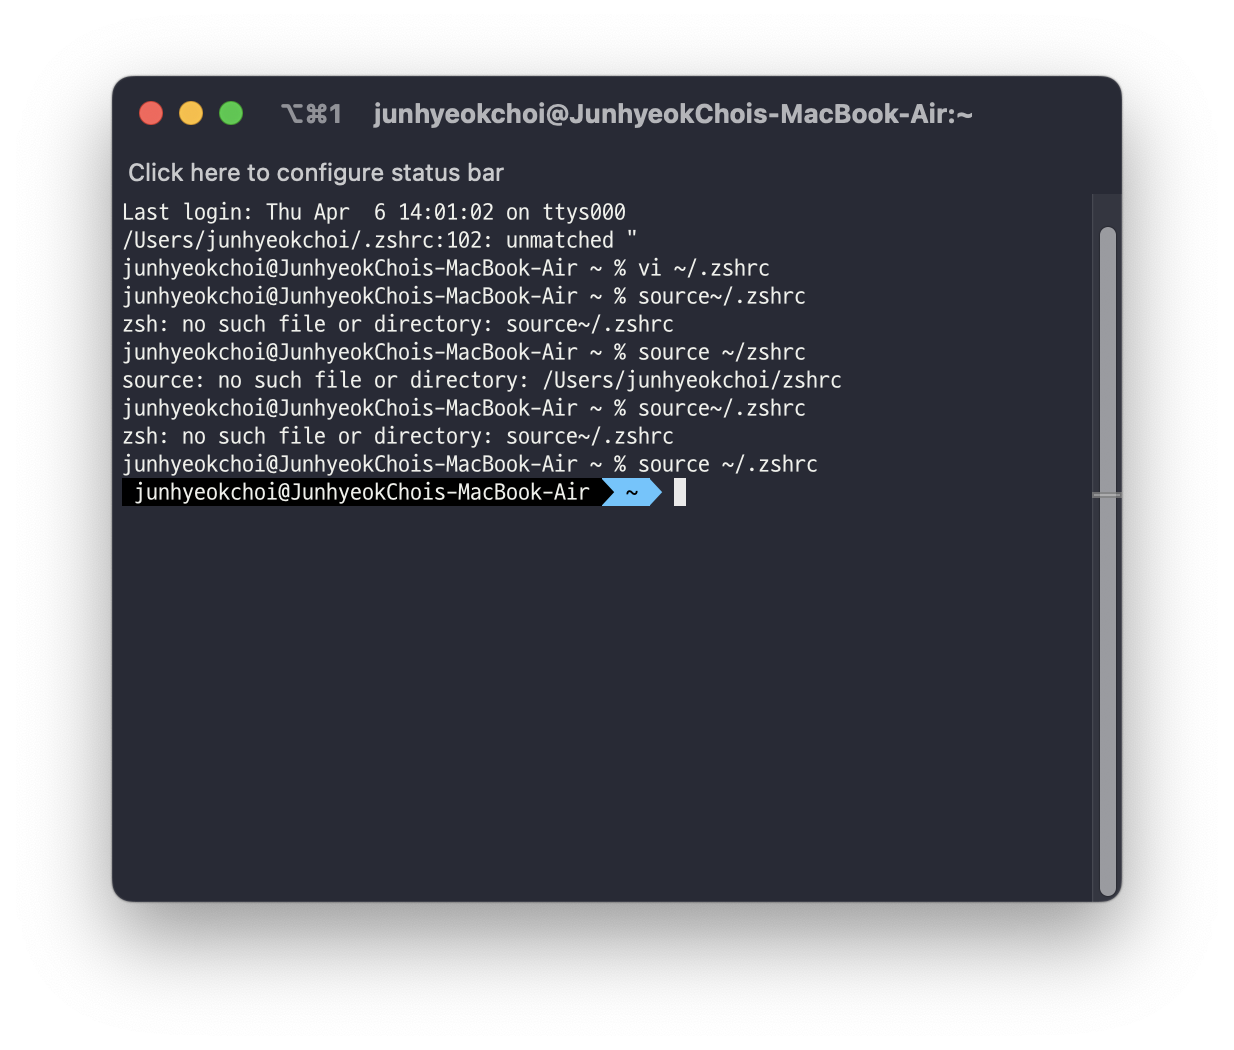 ⌥⌘1 junhyeokchoi@JunhyeokChois-MacBook-Air:~
Click here to configure status bar
Last login: Thu Apr  6 14:01:02 on ttys000
/Users/junhyeokchoi/.zshrc:102: unmatched "
junhyeokchoi@JunhyeokChois-MacBook-Air ~ % vi ~/.zshrc
junhyeokchoi@JunhyeokChois-MacBook-Air ~ % source~/.zshrc
zsh: no such file or directory: source~/.zshrc
junhyeokchoi@JunhyeokChois-MacBook-Air ~ % source ~/zshrc
source: no such file or directory: /Users/junhyeokchoi/zshrc
junhyeokchoi@JunhyeokChois-MacBook-Air ~ % source~/.zshrc
zsh: no such file or directory: source~/.zshrc
junhyeokchoi@JunhyeokChois-MacBook-Air ~ % source ~/.zshrc
junhyeokchoi@JunhyeokChois-MacBook-Air ~